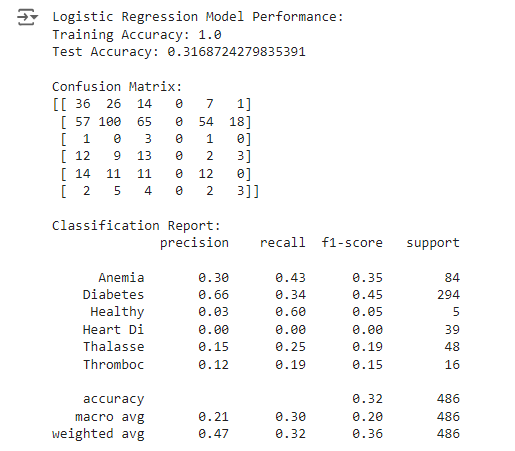 Logistic Regression Model Performance:
Training Accuracy: 1.0
Test Accuracy: 0.3168724279835391
Confusion Matrix:
[[ 36 26 14 0 7 1]
[ 57 100 65 0 54 18]
[ 1 0 3 0 1 0]
[ 12 9 13 0 2 3]
[ 14 11 11 0 12 0]
[ 2 5 4 0 2 3]]
Classification Report:
precision recall f1-score support
Anemia 0.30 0.43 0.35 84
Diabetes 0.66 0.34 0.45 294
Healthy 0.03 0.60 0.05 5
Heart Di 0.00 0.00 0.00 39
Thalasse 0.15 0.25 0.19 48
Thromboc 0.12 0.19 0.15 16
accuracy 0.32 486
macro avg 0.21 0.30 0.20 486
weighted avg 0.47 0.32 0.36 486